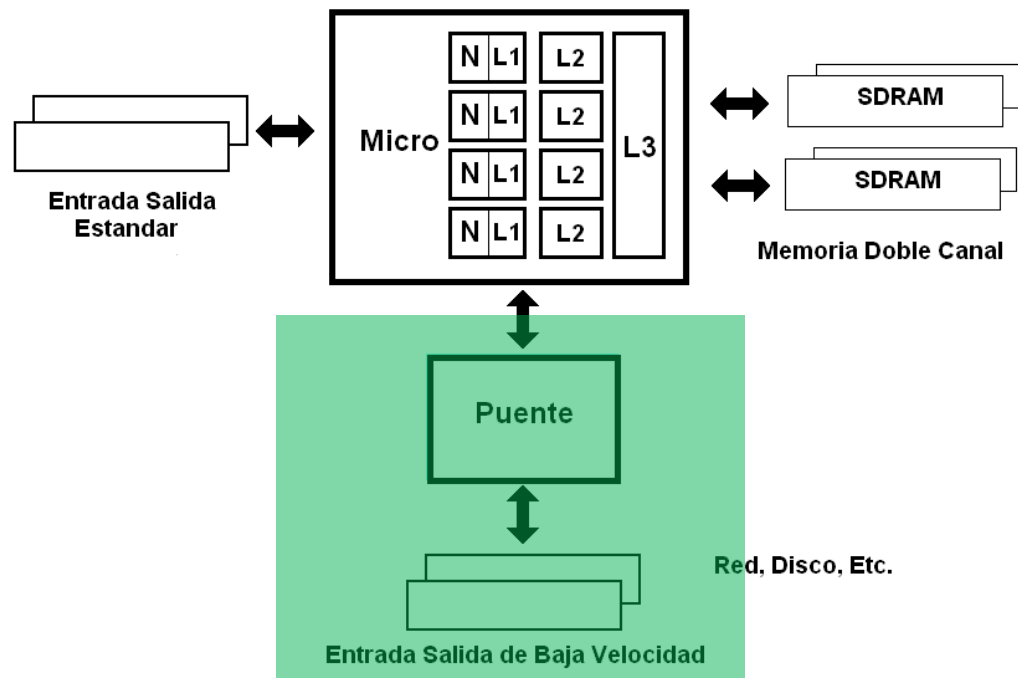 N L1 L2
N L1 L2
N L1 L2
N L1 L2
Micro
L3
SDRAM
SDRAM
Memoria Doble Canal
Entrada Salida
Estandar
Puente
Red, Disco, Etc.
Entrada Salida de Baja Velocidad